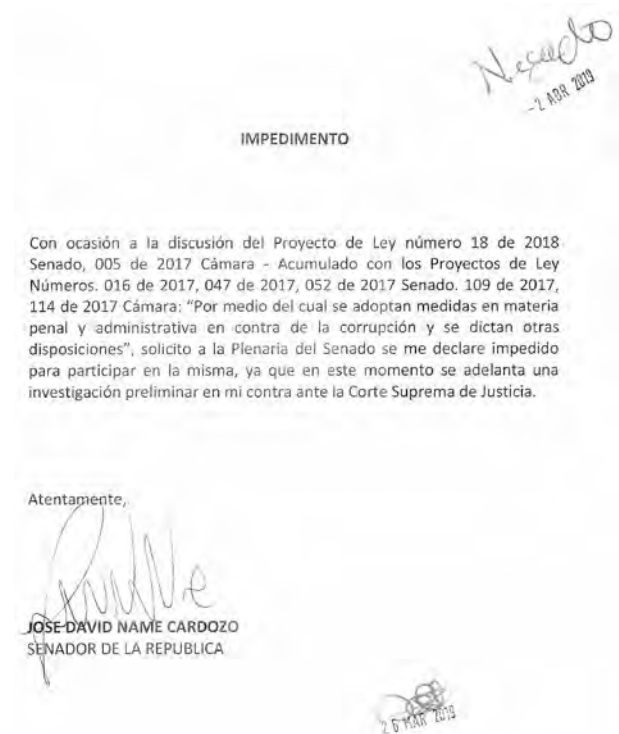 Negado
-2 ABR 2019
IMPEDIMENTO
Con ocasión a la discusión del Proyecto de Ley número 18 de 2018
Senado, 005 de 2017 Cámara - Acumulado con los Proyectos de Ley
Números. 016 de 2017, 047 de 2017, 052 de 2017 Senado. 109 de 2017,
114 de 2017 Cámara: "Por medio del cual se adoptan medidas en materia
penal y administrativa en contra de la corrupción y se dictan otras
disposiciones", solicito a la Plenaria del Senado se me declare impedido
para participar en la misma, ya que en este momento se adelanta una
investigación preliminar en mi contra ante la Corte Suprema de Justicia.
Atentamente,
JOSE DAVID NAME CARDOZO
SENADOR DE LA REPUBLICA
26 MAR 2019